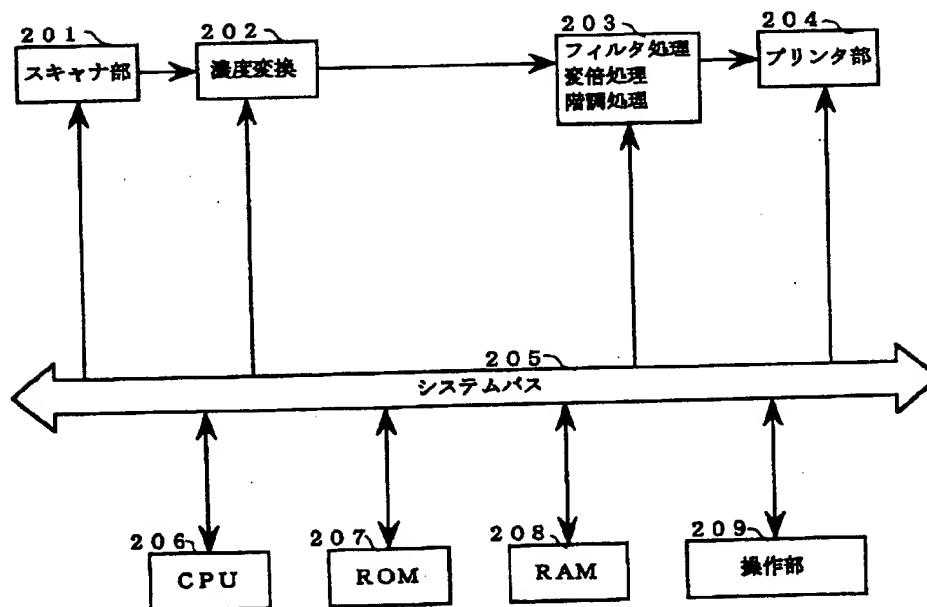 201
スキャナ部
202
濃度変換
203
フィルタ処理
変倍処理
階調処理
204
プリンタ部
205
システムバス
206
CPU
207
ROM
208
RAM
209
操作部